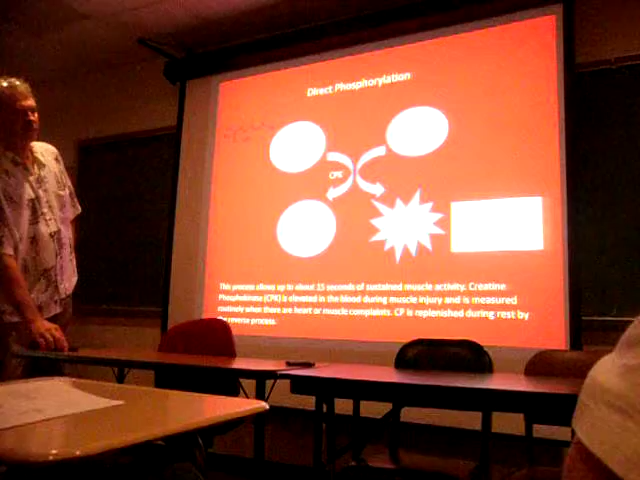 Direct Phosphorylation
CPK
This process allows up to about 15 seconds of sustained muscle activity. Creatine
Phosphokinase (CPK) is elevated in the blood during muscle injury and is measured
routinely when there are heart or muscle complaints. CP is replenished during rest by
the reverse process.